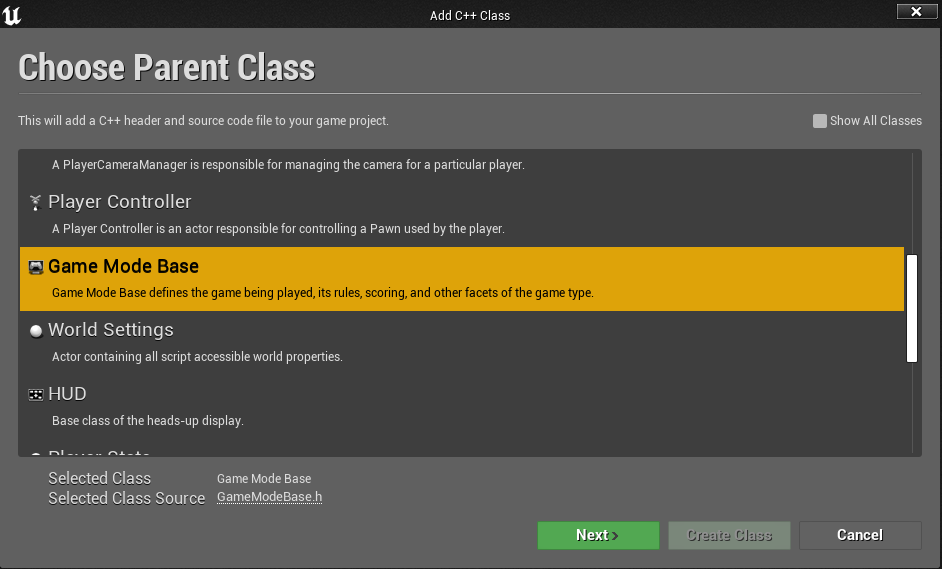 Add C++ Class
Choose Parent Class
This will add a C++ header and source code file to your game project.
Show All Classes
A PlayerCameraManager is responsible for managing the camera for a particular player.
Player Controller
A Player Controller is an actor responsible for controlling a Pawn used by the player.
Game Mode Base
Game Mode Base defines the game being played, its rules, scoring, and other facets of the game type.
World Settings
Actor containing all script accessible world properties.
HUD
Base class of the heads-up display.
Player State
Selected Class Game Mode Base
Selected Class Source GameModeBase.h
Next > Create Class Cancel